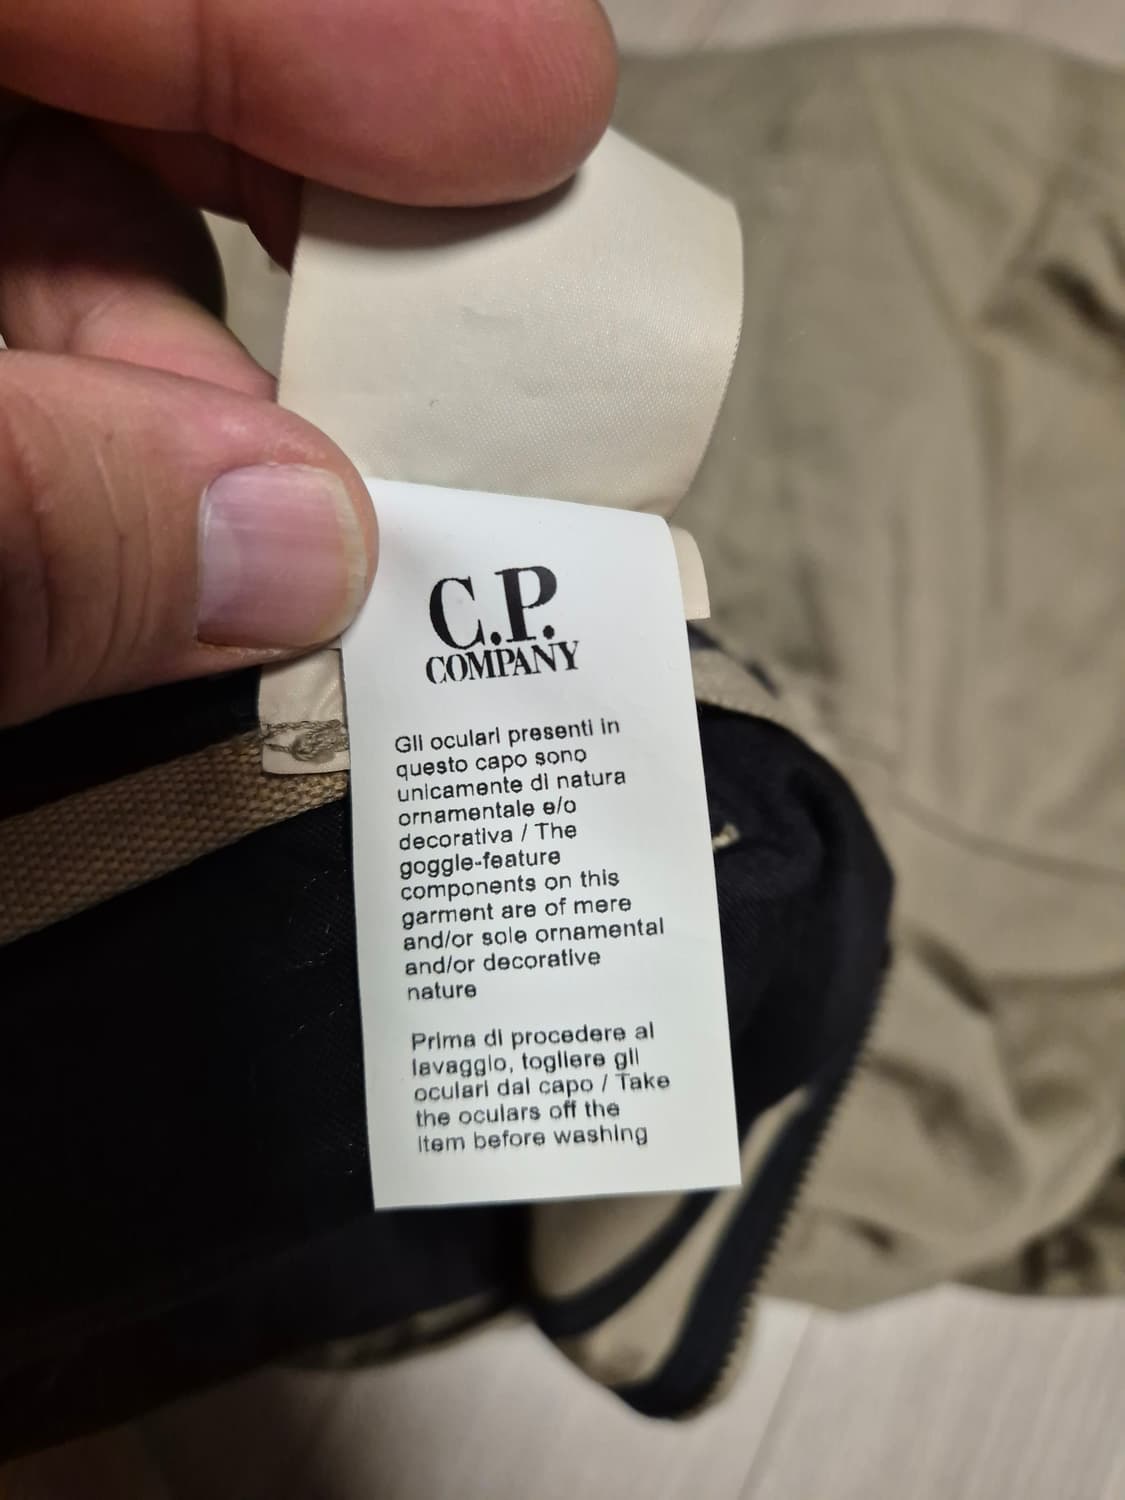 C.P.
COMPANY
Gli oculari presenti in
questo capo sono
unicamente di natura
ornamentale e/o
decorativa / The
goggle-feature
components on this
garment are of mere
and/or sole ornamental
and/or decorative
nature
Prima di procedere al
lavaggio, togliere gli
oculari dal capo / Take
the oculars off the
item before washing